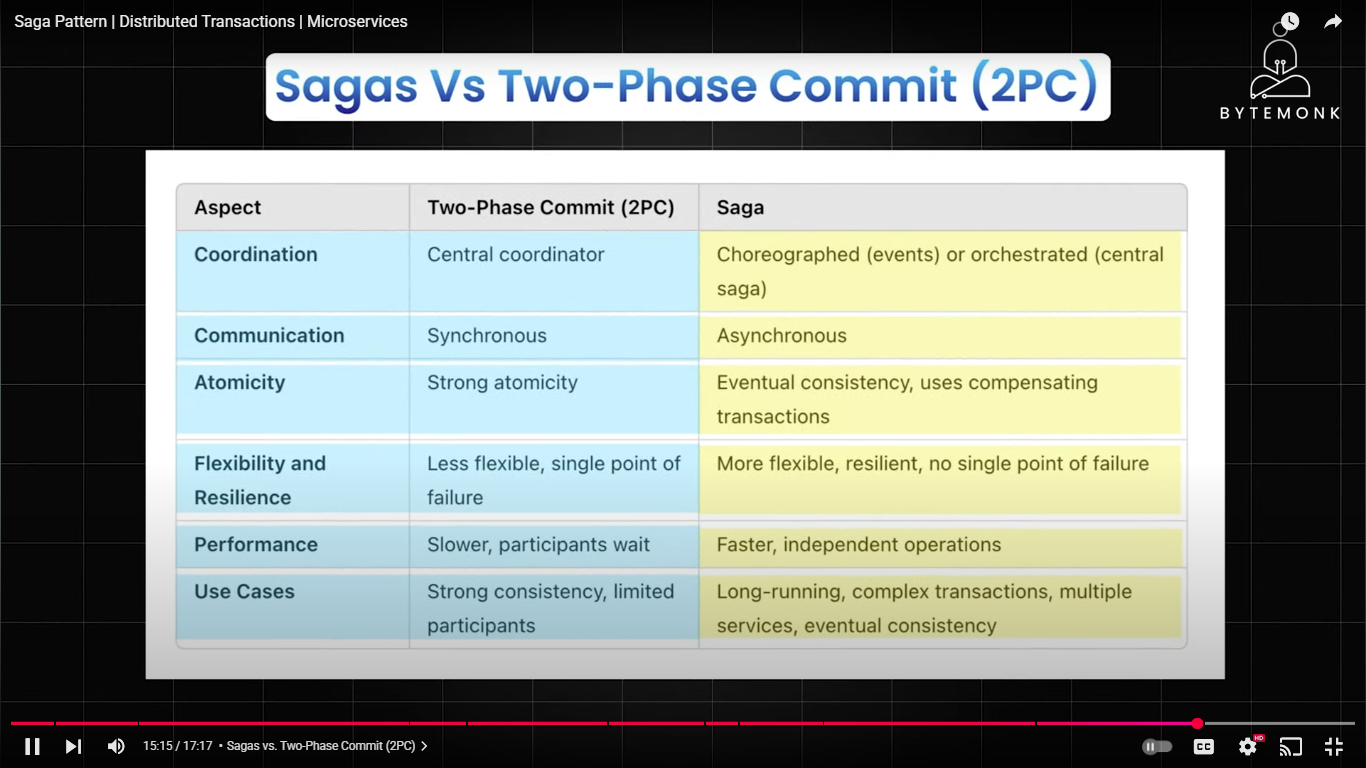 Saga Pattern | Distributed Transactions | Microservices
Sagas Vs Two-Phase Commit (2PC)
BYTEMONK
Aspect
Two-Phase Commit (2PC)
Saga
Coordination
Central coordinator
Choreographed (events) or orchestrated (central
saga)
Communication
Synchronous
Asynchronous
Atomicity
Strong atomicity
Eventual consistency, uses compensating
transactions
Flexibility and
Resilience
Less flexible, single point of
failure
More flexible, resilient, no single point of failure
Performance
Slower, participants wait
Faster, independent operations
Use Cases
Strong consistency, limited
participants
Long-running, complex transactions, multiple
services, eventual consistency
15:15 / 17:17 • Sagas vs. Two-Phase Commit (2PC)
CC
HD